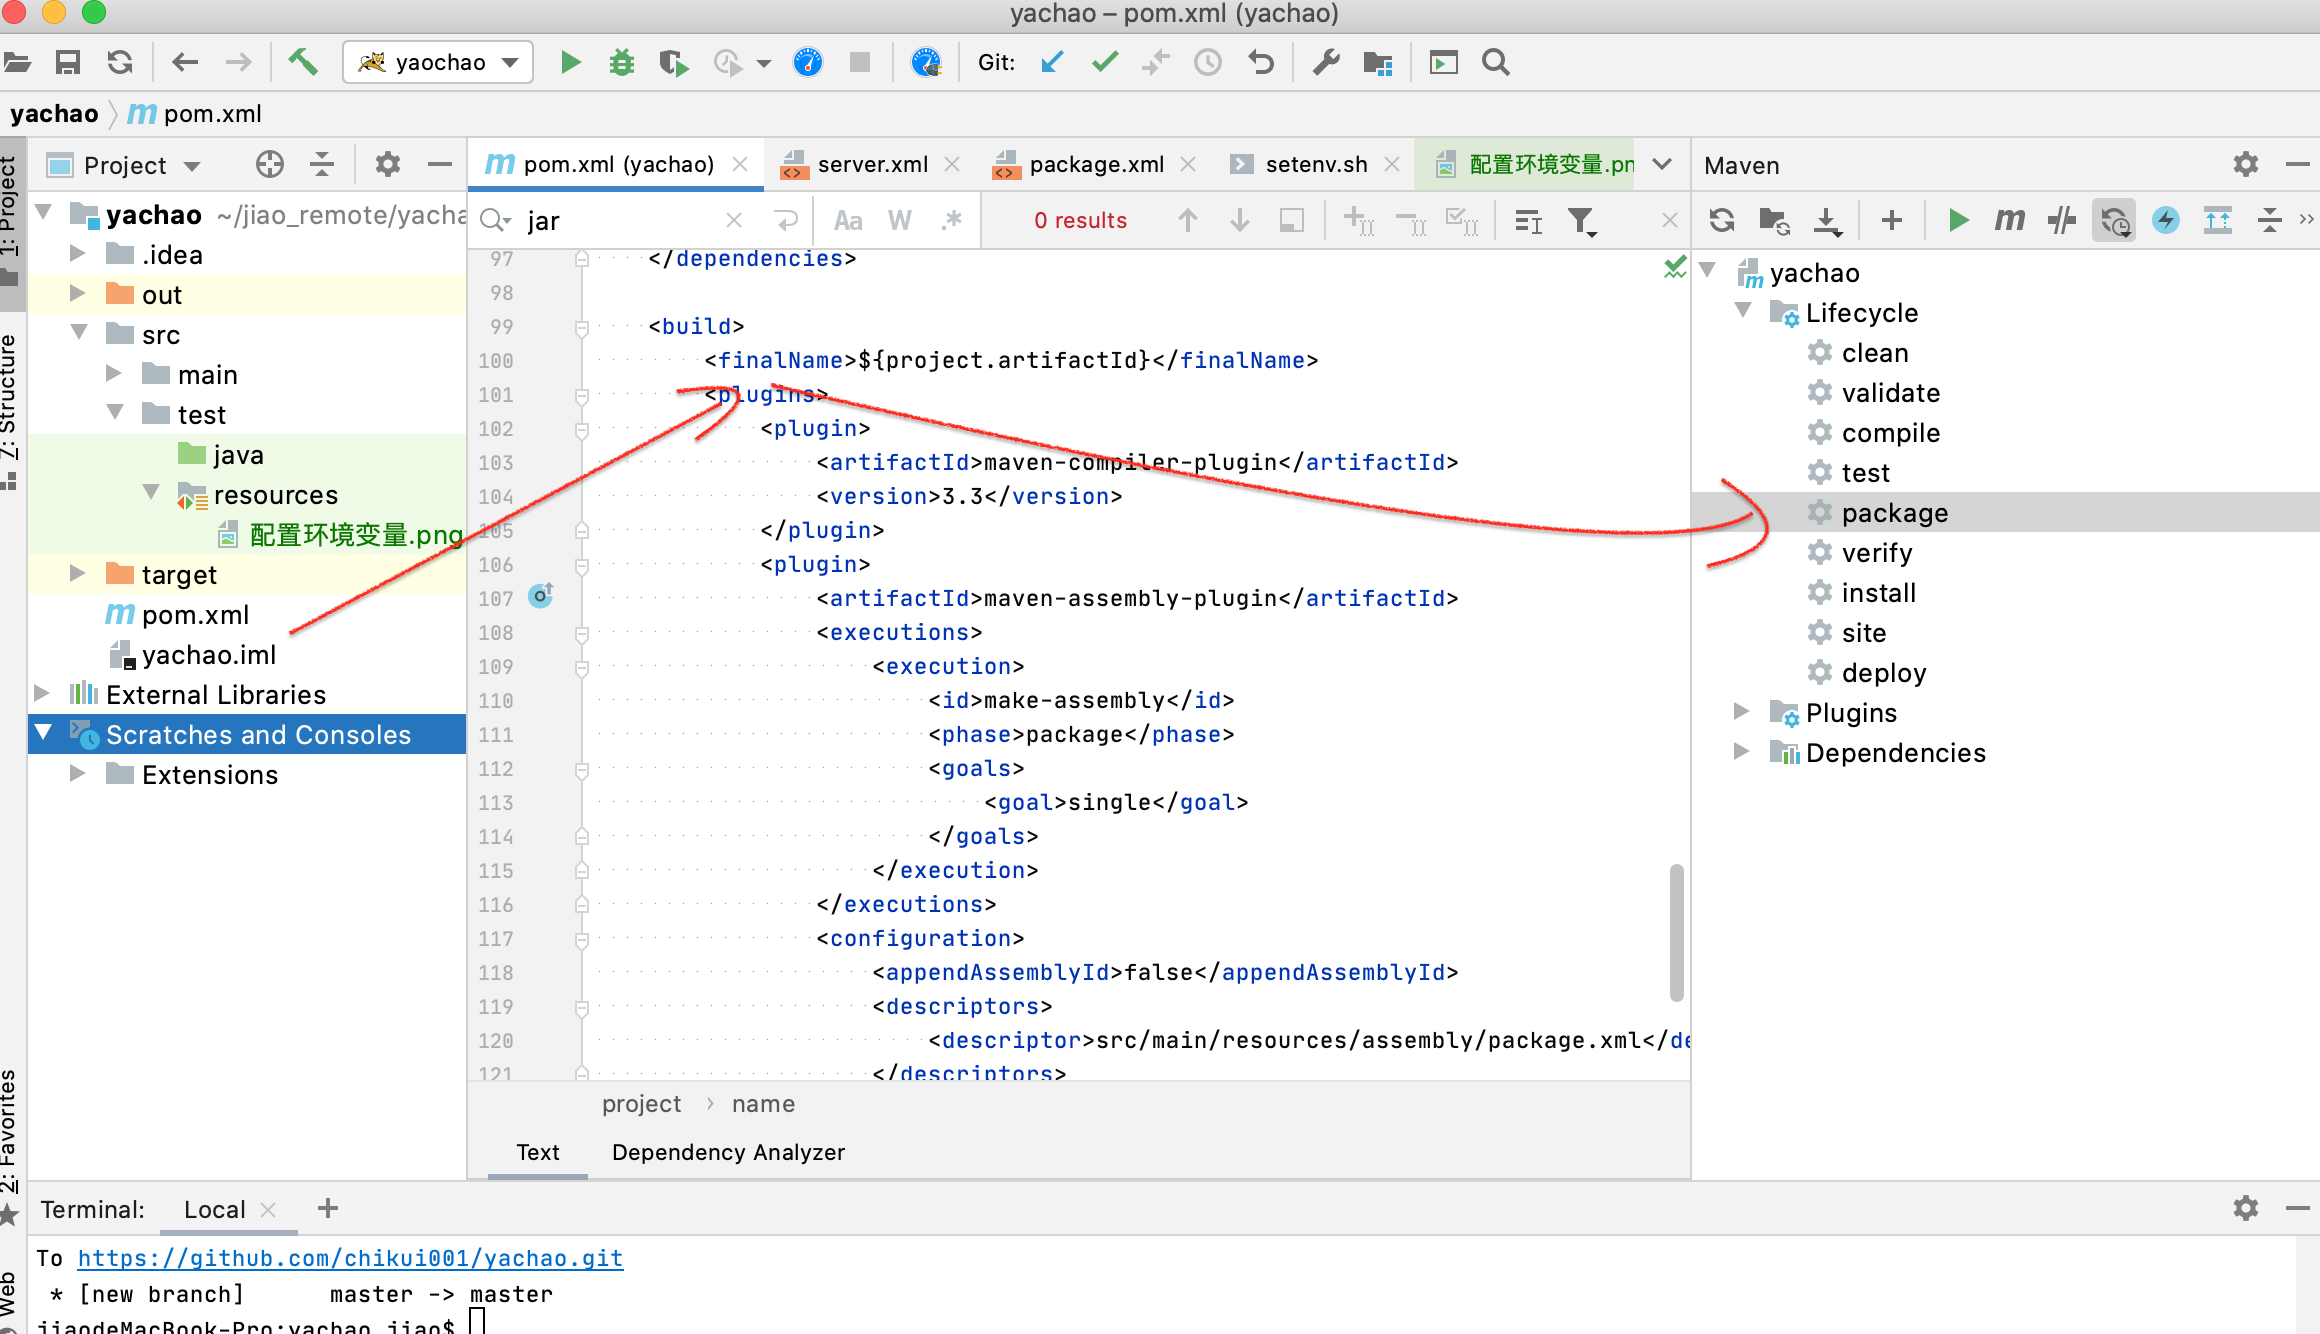 yachao – pom.xml (yachao)
yaochao
Git:
yachao
pom.xml
1: Project
7: Structure
2: Favorites
Web
Project
yachao ~/jiao_remote/yacha
.idea
out
src
main
test
java
resources
配置环境变量.png
target
pom.xml
yachao.iml
External Libraries
Scratches and Consoles
Extensions
pom.xml (yachao)
server.xml
package.xml
setenv.sh
配置环境变量.pn
jar
Aa W .*
0 results
97 </dependencies>
98
99 <build>
100 <finalName>${project.artifactId}</finalName>
101 <plugins>
102 <plugin>
103 <artifactId>maven-compiler-plugin</artifactId>
104 <version>3.3</version>
105 </plugin>
106 <plugin>
107 <artifactId>maven-assembly-plugin</artifactId>
108 <executions>
109 <execution>
110 <id>make-assembly</id>
111 <phase>package</phase>
112 <goals>
113 <goal>single</goal>
114 </goals>
115 </execution>
116 </executions>
117 <configuration>
118 <appendAssemblyId>false</appendAssemblyId>
119 <descriptors>
120 <descriptor>src/main/resources/assembly/package.xml</de
121 </descriptors>
project › name
Text
Dependency Analyzer
Maven
yachao
Lifecycle
clean
validate
compile
test
package
verify
install
site
deploy
Plugins
Dependencies
Terminal:
Local
To https://github.com/chikui001/yachao.git
* [new branch] master -> master
jiaodeMacBook-Pro:yachao jiao$